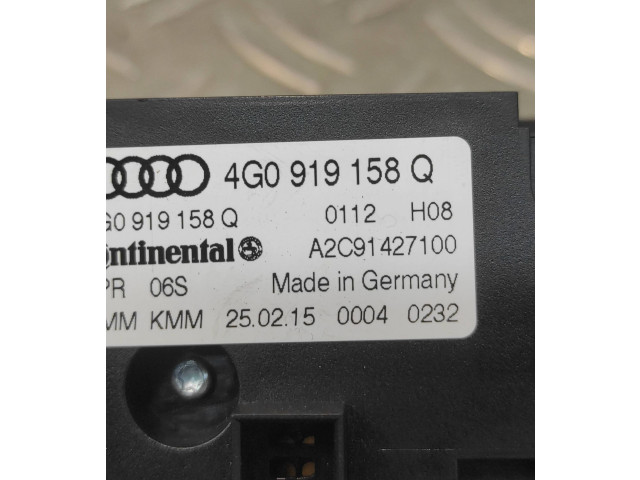 4G0 919 158 Q
G0 919 158 Q 0112 H08
ontinental A2C91427100
PR 06S Made in Germany
MM KMM 25.02.15 0004 0232